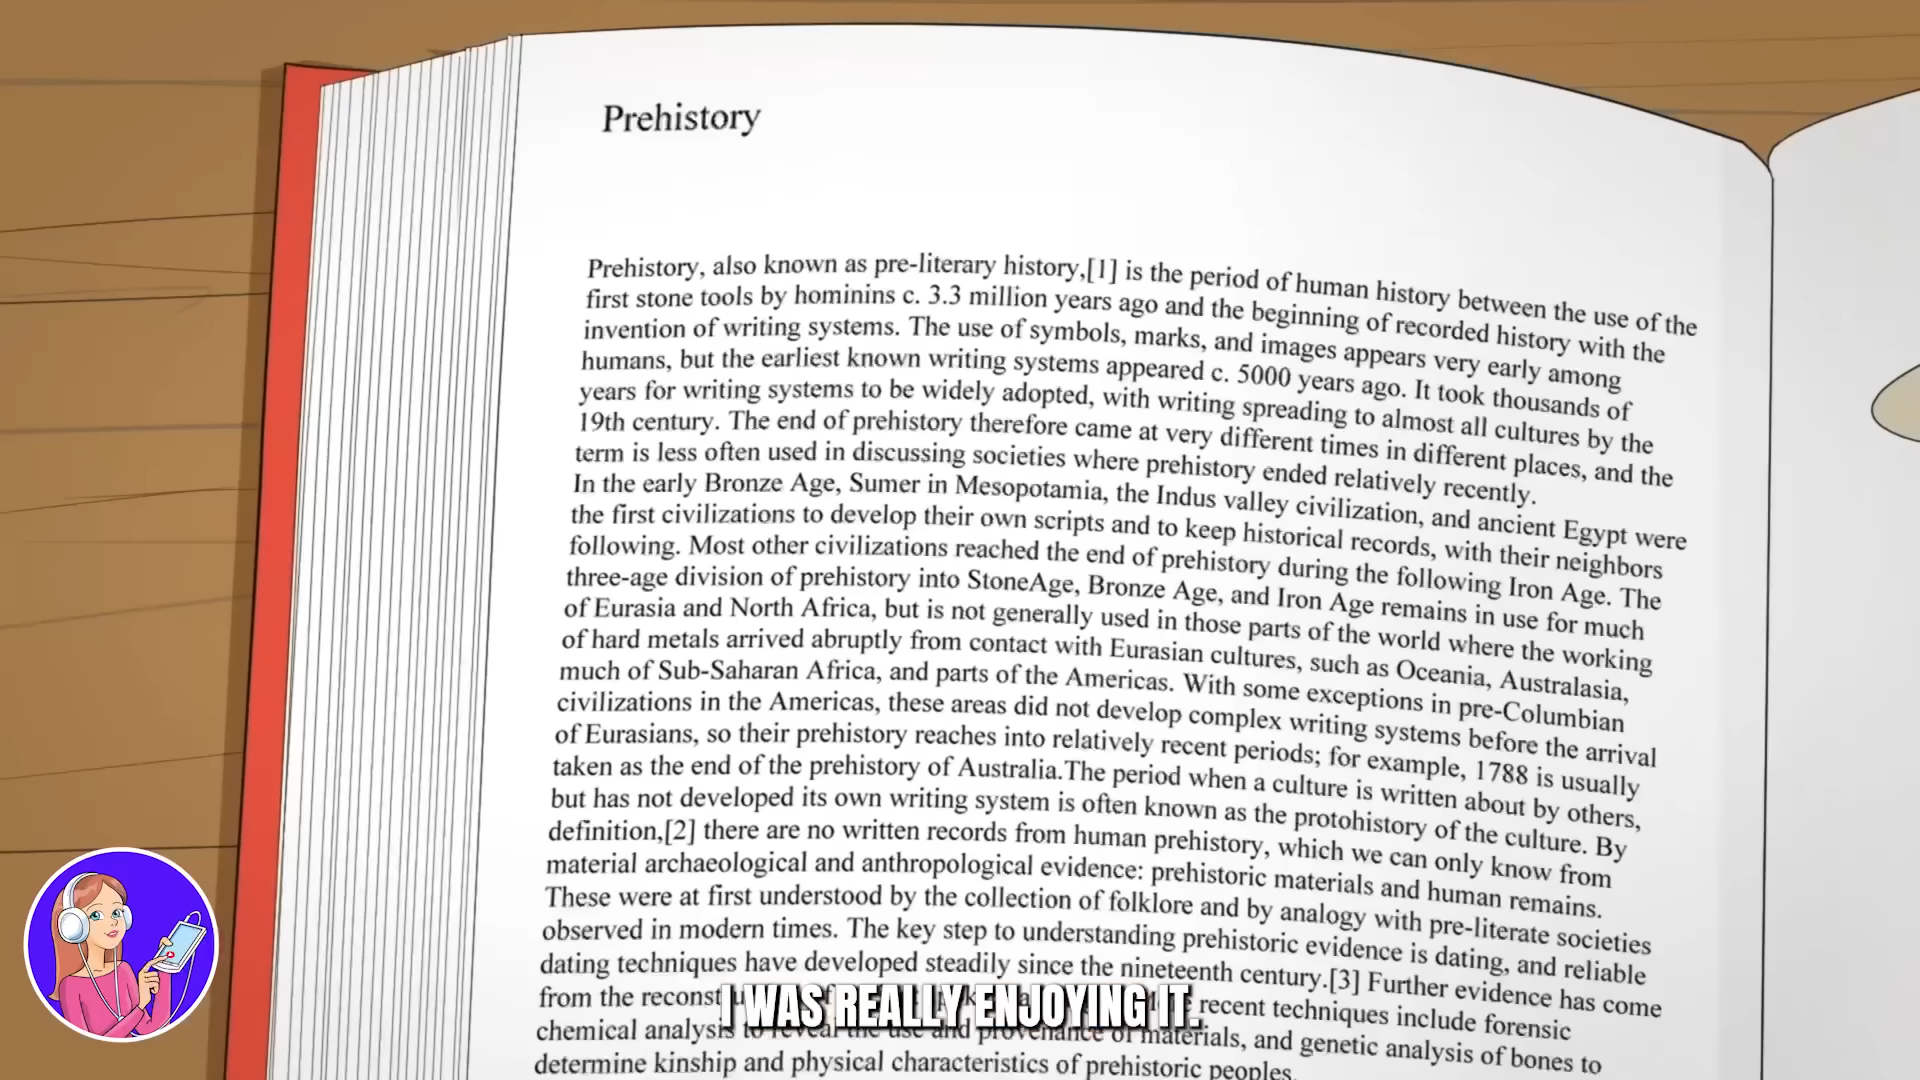 Prehistory
Prehistory, also known as pre-literary history,[1] is the period of human history between the use of the
first stone tools by hominins c. 3.3 million years ago and the beginning of recorded history with the
invention of writing systems. The use of symbols, marks, and images appears very early among
humans, but the earliest known writing systems appeared c. 5000 years ago. It took thousands of
years for writing systems to be widely adopted, with writing spreading to almost all cultures by the
19th century. The end of prehistory therefore came at very different times in different places, and the
term is less often used in discussing societies where prehistory ended relatively recently.
In the early Bronze Age, Sumer in Mesopotamia, the Indus valley civilization, and ancient Egypt were
the first civilizations to develop their own scripts and to keep historical records, with their neighbors
following. Most other civilizations reached the end of prehistory during the following Iron Age. The
three-age division of prehistory into StoneAge, Bronze Age, and Iron Age remains in use for much
of Eurasia and North Africa, but is not generally used in those parts of the world where the working
of hard metals arrived abruptly from contact with Eurasian cultures, such as Oceania, Australasia,
much of Sub-Saharan Africa, and parts of the Americas. With some exceptions in pre-Columbian
civilizations in the Americas, these areas did not develop complex writing systems before the arrival
of Eurasians, so their prehistory reaches into relatively recent periods; for example, 1788 is usually
taken as the end of the prehistory of Australia.The period when a culture is written about by others,
but has not developed its own writing system is often known as the protohistory of the culture. By
definition,[2] there are no written records from human prehistory, which we can only know from
material archaeological and anthropological evidence: prehistoric materials and human remains.
These were at first understood by the collection of folklore and by analogy with pre-literate societies
observed in modern times. The key step to understanding prehistoric evidence is dating, and reliable
dating techniques have developed steadily since the nineteenth century.[3] Further evidence has come
from the recent techniques include forensic
I WAS REALLY ENJOYING IT.
chemical analysis to reveal the use and provenance of materials, and genetic analysis of bones to
determine kinship and physical characteristics of prehistoric peoples.